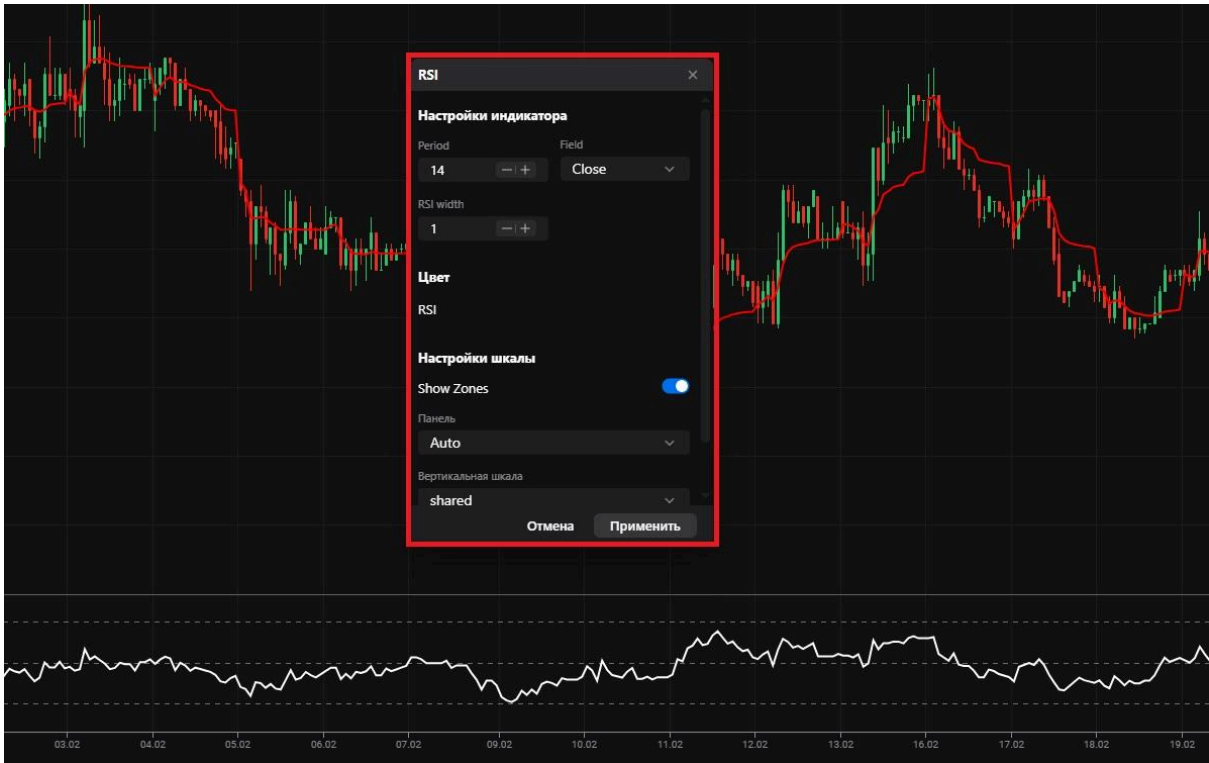 RSI
Настройки индикатора
Period Field
14 Close
RSI width
1
Цвет
RSI
Настройки шкалы
Show Zones
Панель
Auto
Вертикальная шкала
shared
Отмена Применить
03.02 04.02 05.02 06.02 07.02 09.02 10.02 11.02 12.02 13.02 16.02 17.02 18.02 19.02